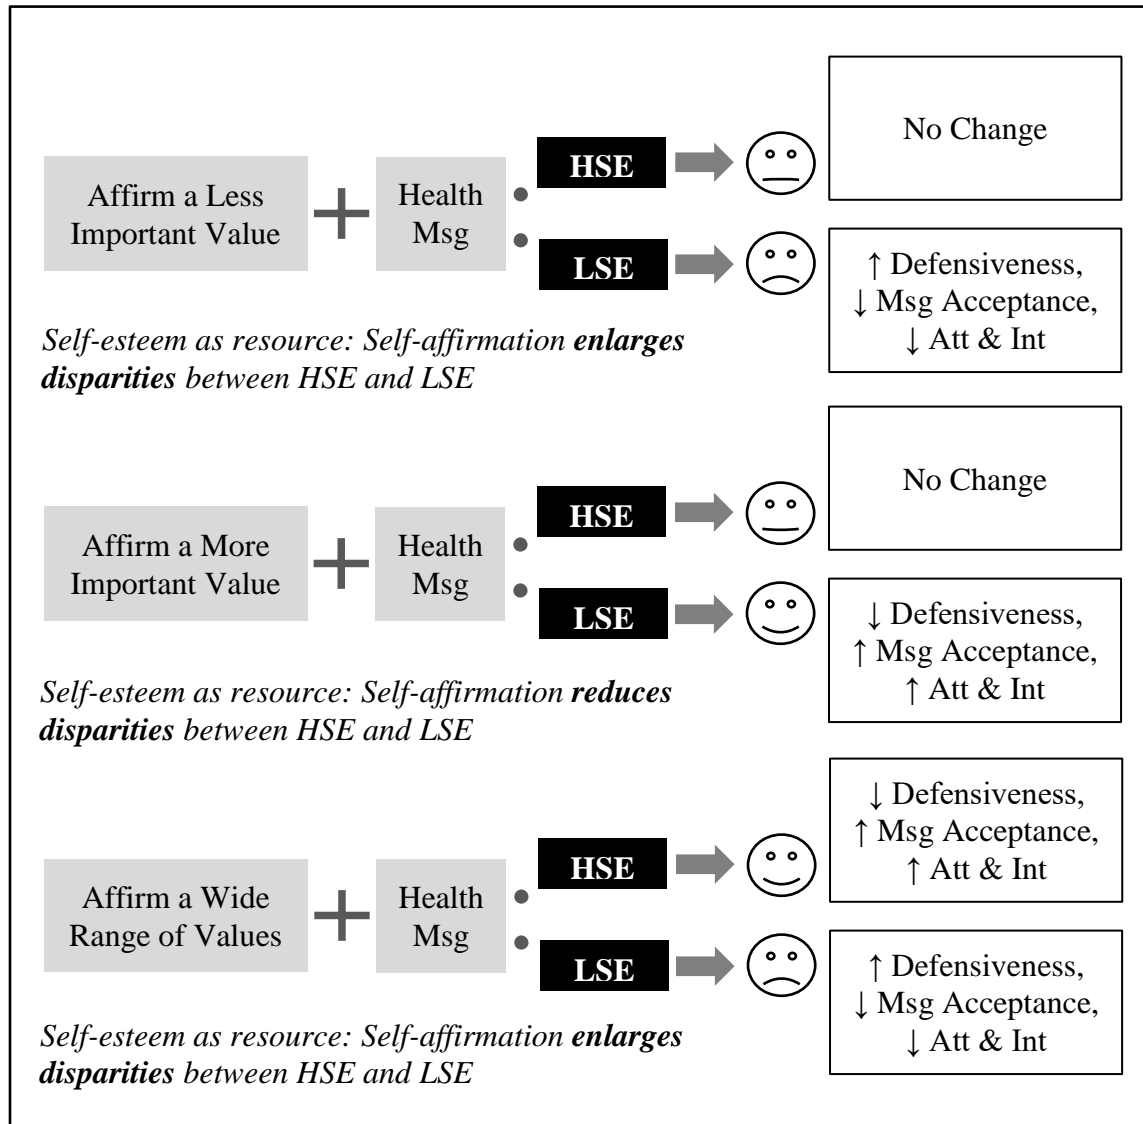 No Change
HSE
Affirm a Less
Important Value
Health
Msg
LSE
↑ Defensiveness,
↓ Msg Acceptance,
↓ Att & Int
Self-esteem as resource: Self-affirmation enlarges
disparities between HSE and LSE
No Change
HSE
Affirm a More
Important Value
Health
Msg
LSE
↓ Defensiveness,
↑ Msg Acceptance,
↑ Att & Int
Self-esteem as resource: Self-affirmation reduces
disparities between HSE and LSE
↓ Defensiveness,
↑ Msg Acceptance,
↑ Att & Int
HSE
Affirm a Wide
Range of Values
Health
Msg
LSE
↑ Defensiveness,
↓ Msg Acceptance,
↓ Att & Int
Self-esteem as resource: Self-affirmation enlarges
disparities between HSE and LSE